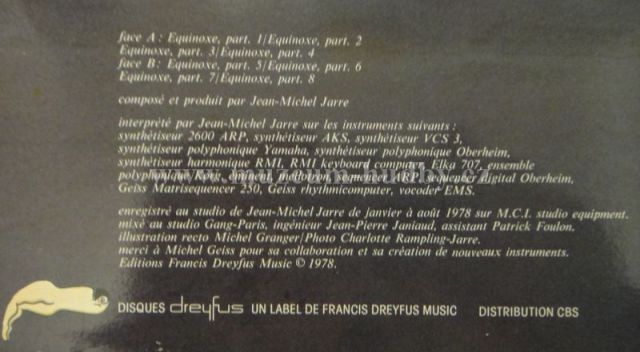 face A : Equinoxe, part. 1/Equinoxe, part. 2
Equinoxe, part. 3/Equinoxe, part. 4
face B : Equinoxe, part. 5/Equinoxe, part. 6
Equinoxe, part. 7/Equinoxe, part. 8
composé et produit par Jean-Michel Jarre
interprété par Jean-Michel Jarre sur les instruments suivants :
synthétiseur 2600 ARP, synthétiseur AKS, synthétiseur VCS 3,
synthétiseur polyphonique Yamaha, synthétiseur polyphonique Oberheim,
synthétiseur harmonique RMI, RMI keyboard computer, Elka 707, ensemble
polyphonique Korg, eminent, mellotron, sequencer ARP, sequencer digital Oberheim,
Geiss Matrisequencer 250, Geiss rhythmicomputer, vocoder EMS.
enregistré au studio de Jean-Michel Jarre de janvier à août 1978 sur M.C.I. studio equipment.
mixé au studio Gang-Paris, ingénieur Jean-Pierre Janiaud, assistant Patrick Foulon.
illustration recto Michel Granger/Photo Charlotte Rampling-Jarre.
merci à Michel Geiss pour sa collaboration et sa création de nouveaux instruments.
Editions Francis Dreyfus Music © 1978.
DISQUES dreyfus UN LABEL DE FRANCIS DREYFUS MUSIC DISTRIBUTION CBS